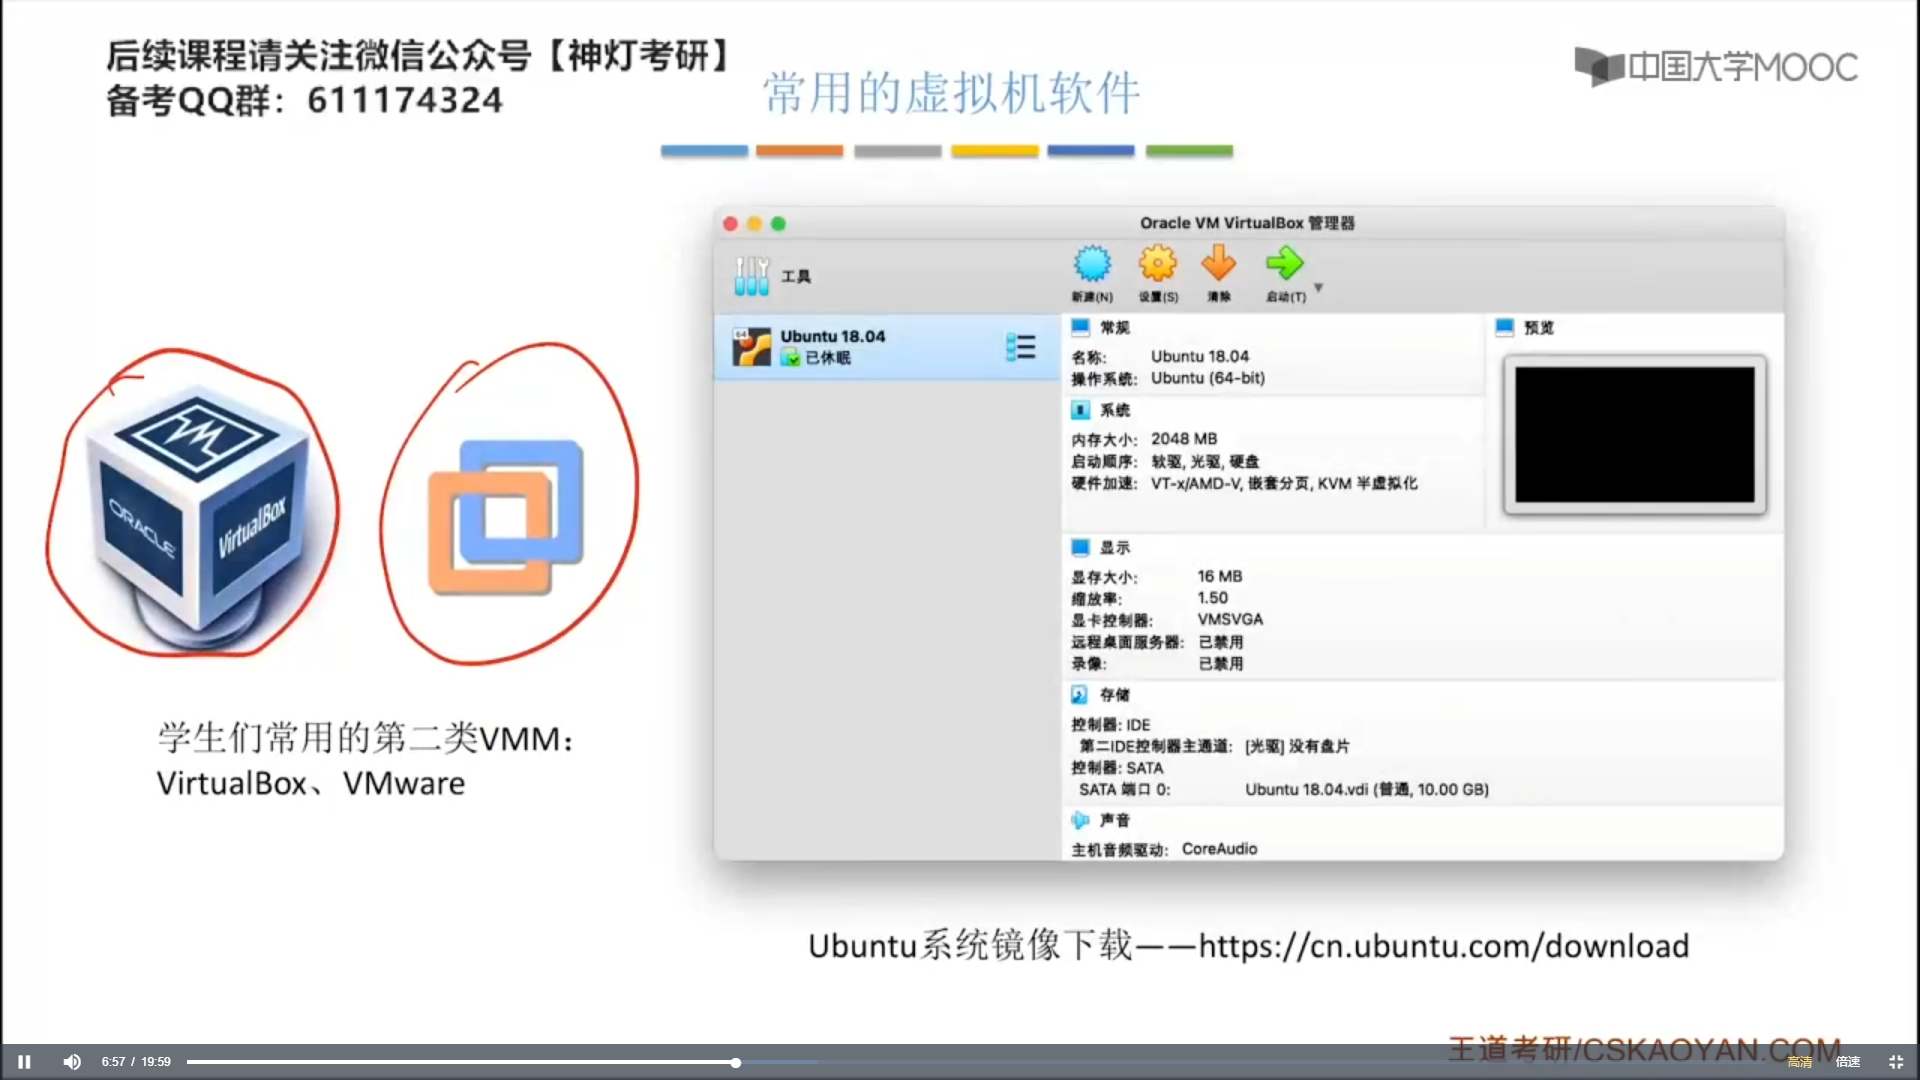 后续课程请关注微信公众号【神灯考研】
备考QQ群：611174324
常用的虚拟机软件
中国大学MOOC
Oracle VM VirtualBox 管理器
工具
新建(N) 设置(S) 清除 启动(T)
64
Ubuntu 18.04
已休眠
常规
名称: Ubuntu 18.04
操作系统: Ubuntu (64-bit)
预览
系统
内存大小: 2048 MB
启动顺序: 软驱, 光驱, 硬盘
硬件加速: VT-x/AMD-V, 嵌套分页, KVM 半虚拟化
显示
显存大小: 16 MB
缩放率: 1.50
显卡控制器: VMSVGA
远程桌面服务器: 已禁用
录像: 已禁用
存储
控制器: IDE
第二IDE控制器主通道: [光驱] 没有盘片
控制器: SATA
SATA 端口 0: Ubuntu 18.04.vdi (普通, 10.00 GB)
声音
主机音频驱动: CoreAudio
ORACLE
VirtualBox
学生们常用的第二类VMM：
VirtualBox、VMware
Ubuntu系统镜像下载——https://cn.ubuntu.com/download
王道考研/CSKAOYAN.COM
6:57 / 19:59
高清 倍速